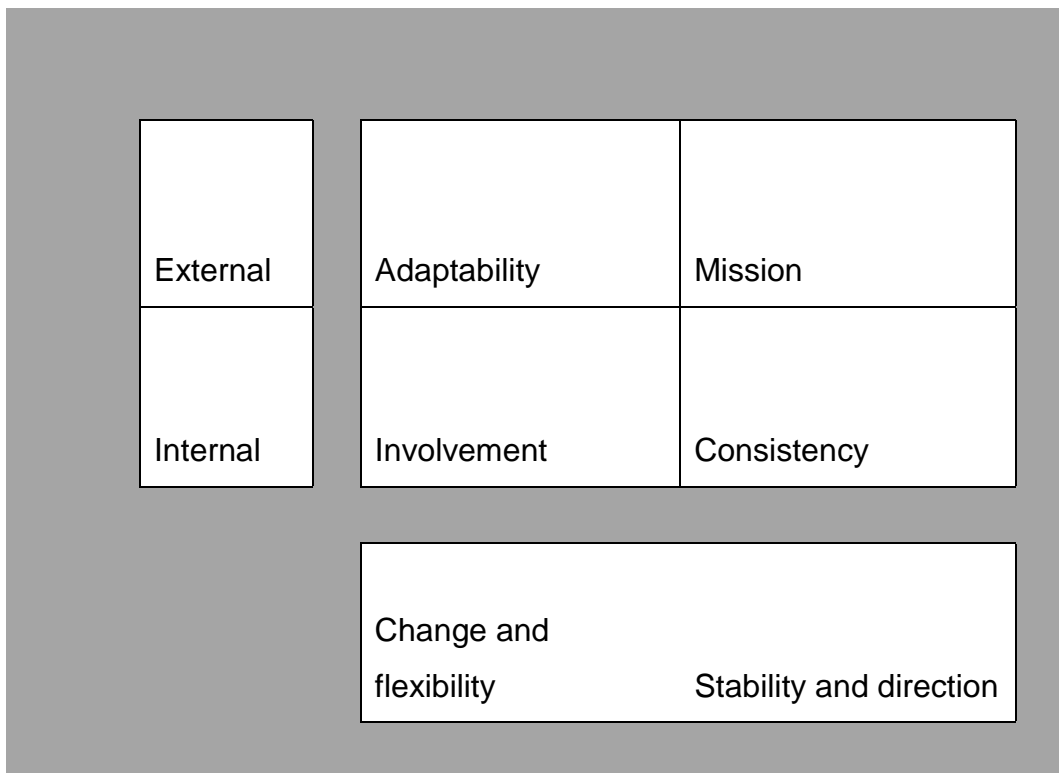 External Adaptability Mission
Internal Involvement Consistency
Change and
flexibility Stability and direction